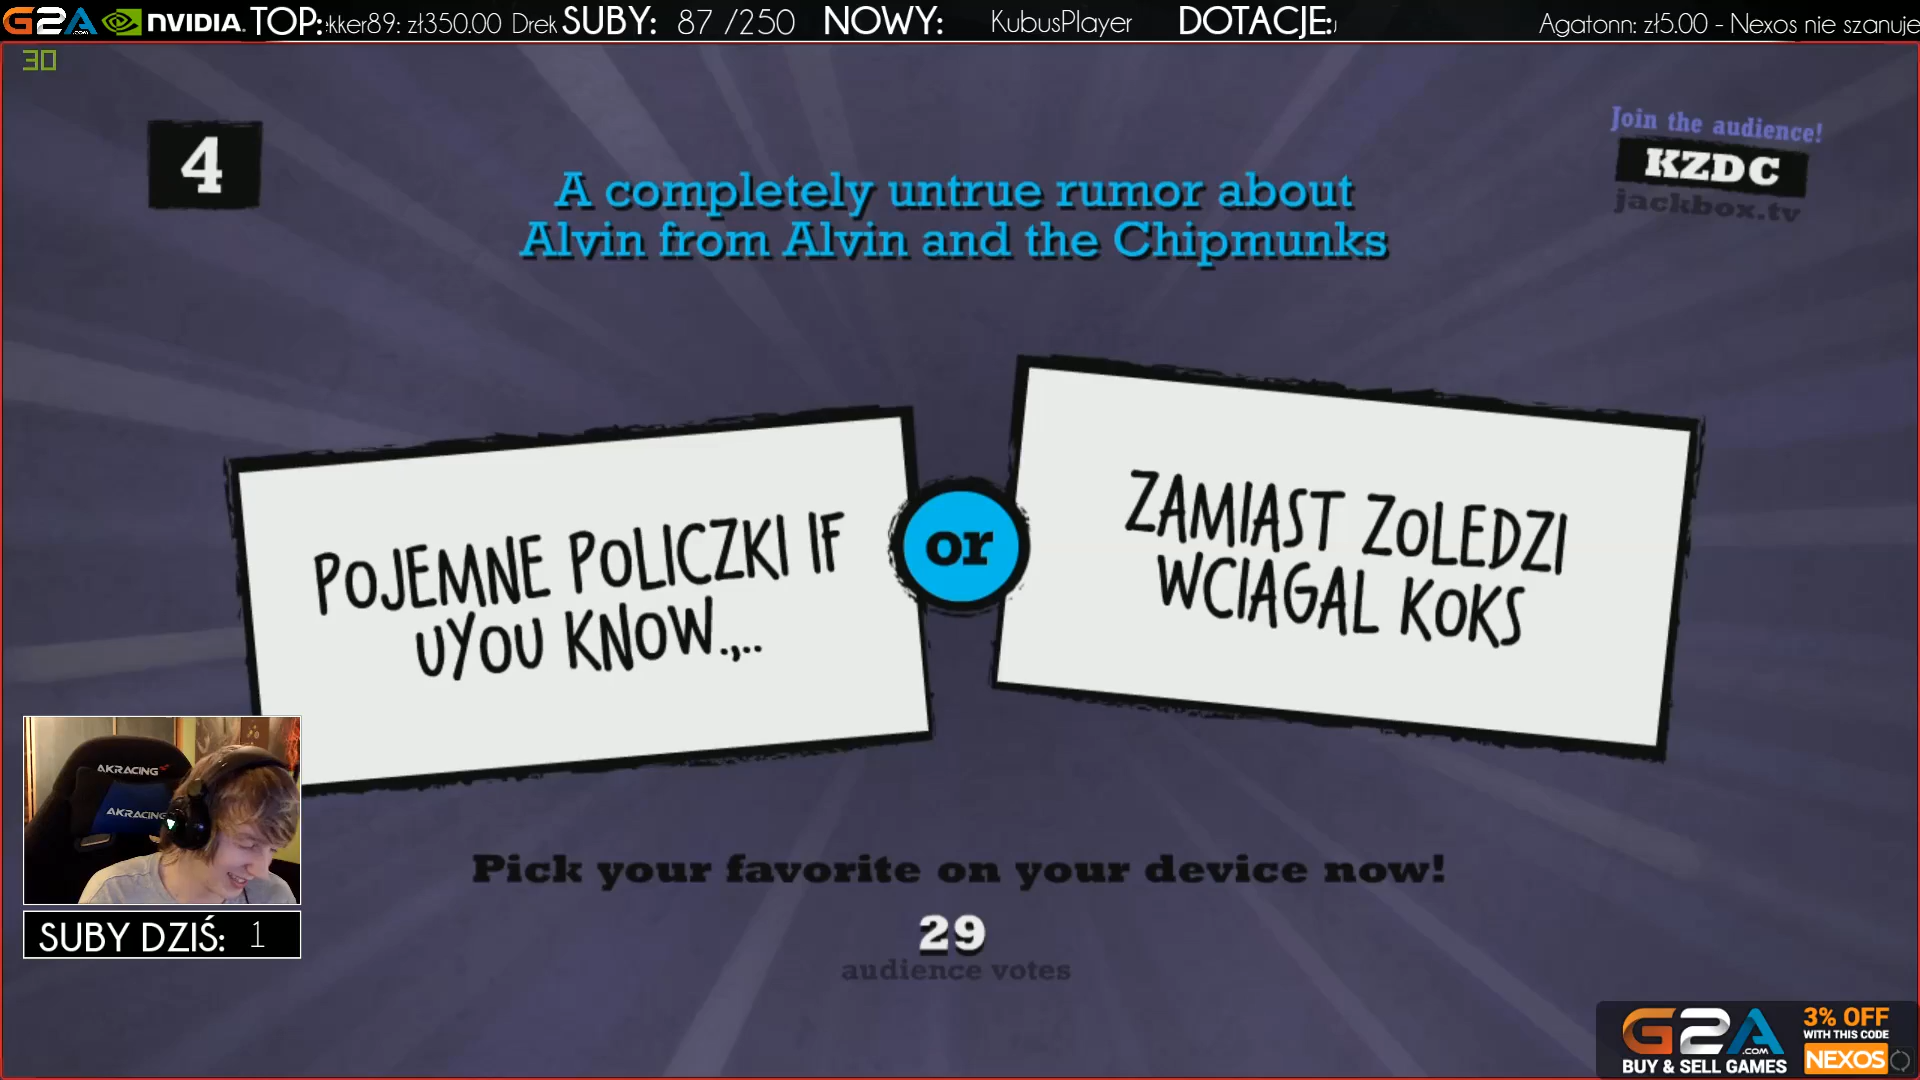 G2A.COM NVIDIA. TOP: kker89: zł350.00 Drek SUBY: 87 /250 NOWY: KubusPlayer DOTACJE: Agatonn: zł5.00 - Nexos nie szanuje
30
4
Join the audience!
KZDC
jackbox.tv
A completely untrue rumor about
Alvin from Alvin and the Chipmunks
POJEMNE POLICZKI IF
UYOU KNOW.,..
or
ZAMIAST ZOLEDZI
WCIAGAL KOKS
AKRACING
AKRACING
Pick your favorite on your device now!
29
audience votes
SUBY DZIŚ: 1
G2A.COM
BUY & SELL GAMES
3% OFF
WITH THIS CODE
NEXOS